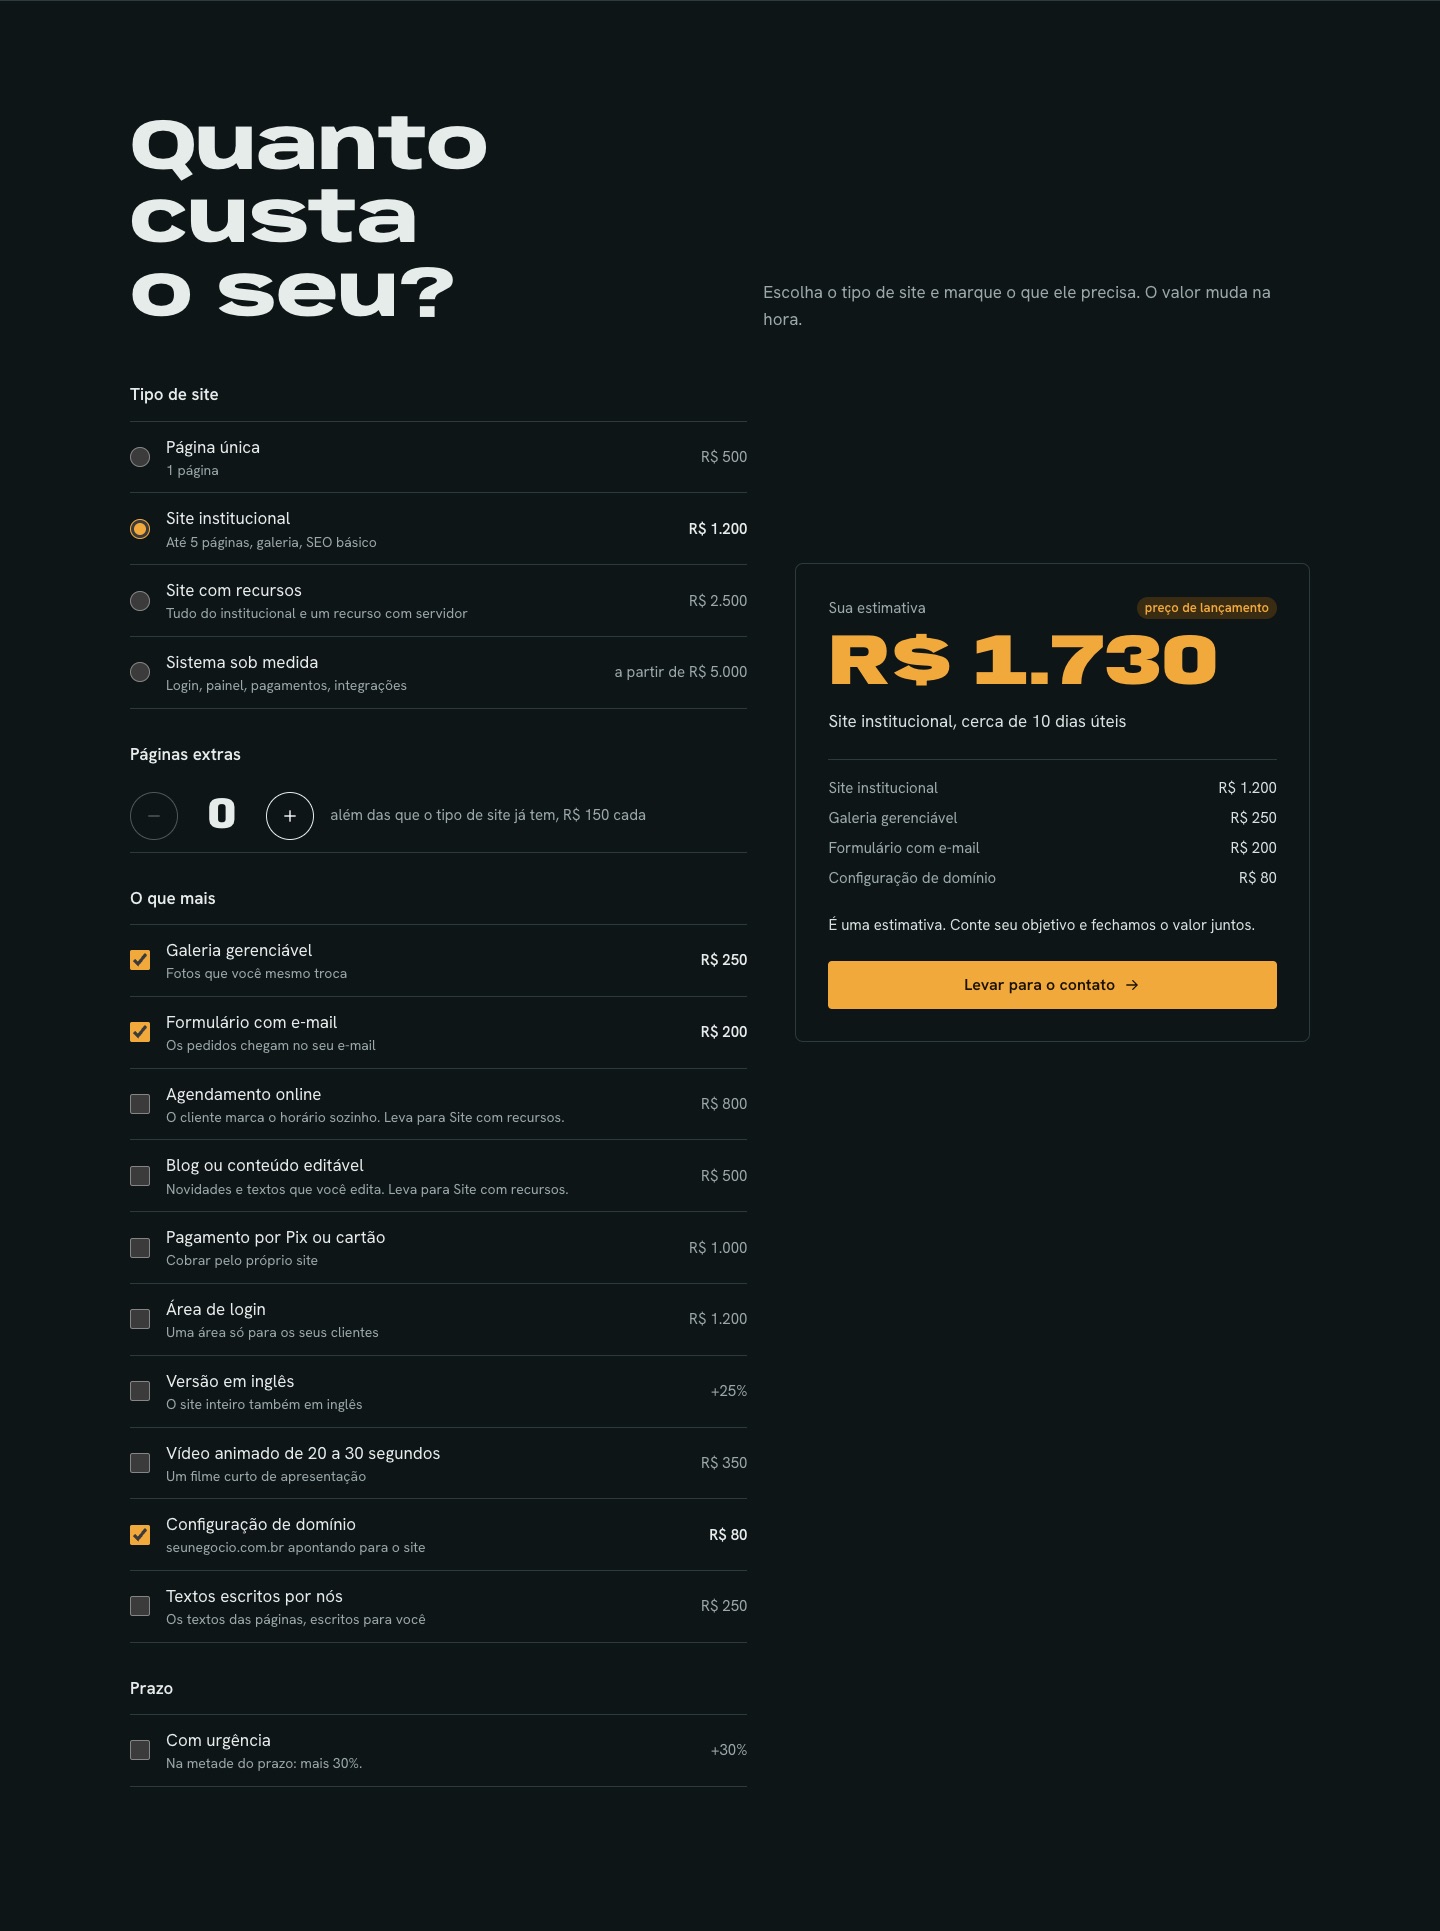 Quanto
custa
o seu?
Escolha o tipo de site e marque o que ele precisa. O valor muda na
hora.
Tipo de site
Página única
1 página
R$ 500
Site institucional
Até 5 páginas, galeria, SEO básico
R$ 1.200
Site com recursos
Tudo do institucional e um recurso com servidor
R$ 2.500
Sistema sob medida
Login, painel, pagamentos, integrações
a partir de R$ 5.000
Páginas extras
− 0 + além das que o tipo de site já tem, R$ 150 cada
O que mais
Galeria gerenciável
Fotos que você mesmo troca
R$ 250
Formulário com e-mail
Os pedidos chegam no seu e-mail
R$ 200
Agendamento online
O cliente marca o horário sozinho. Leva para Site com recursos.
R$ 800
Blog ou conteúdo editável
Novidades e textos que você edita. Leva para Site com recursos.
R$ 500
Pagamento por Pix ou cartão
Cobrar pelo próprio site
R$ 1.000
Área de login
Uma área só para os seus clientes
R$ 1.200
Versão em inglês
O site inteiro também em inglês
+25%
Vídeo animado de 20 a 30 segundos
Um filme curto de apresentação
R$ 350
Configuração de domínio
seunegocio.com.br apontando para o site
R$ 80
Textos escritos por nós
Os textos das páginas, escritos para você
R$ 250
Prazo
Com urgência
Na metade do prazo: mais 30%.
+30%
Sua estimativa
preço de lançamento
R$ 1.730
Site institucional, cerca de 10 dias úteis
Site institucional R$ 1.200
Galeria gerenciável R$ 250
Formulário com e-mail R$ 200
Configuração de domínio R$ 80
É uma estimativa. Conte seu objetivo e fechamos o valor juntos.
Levar para o contato →